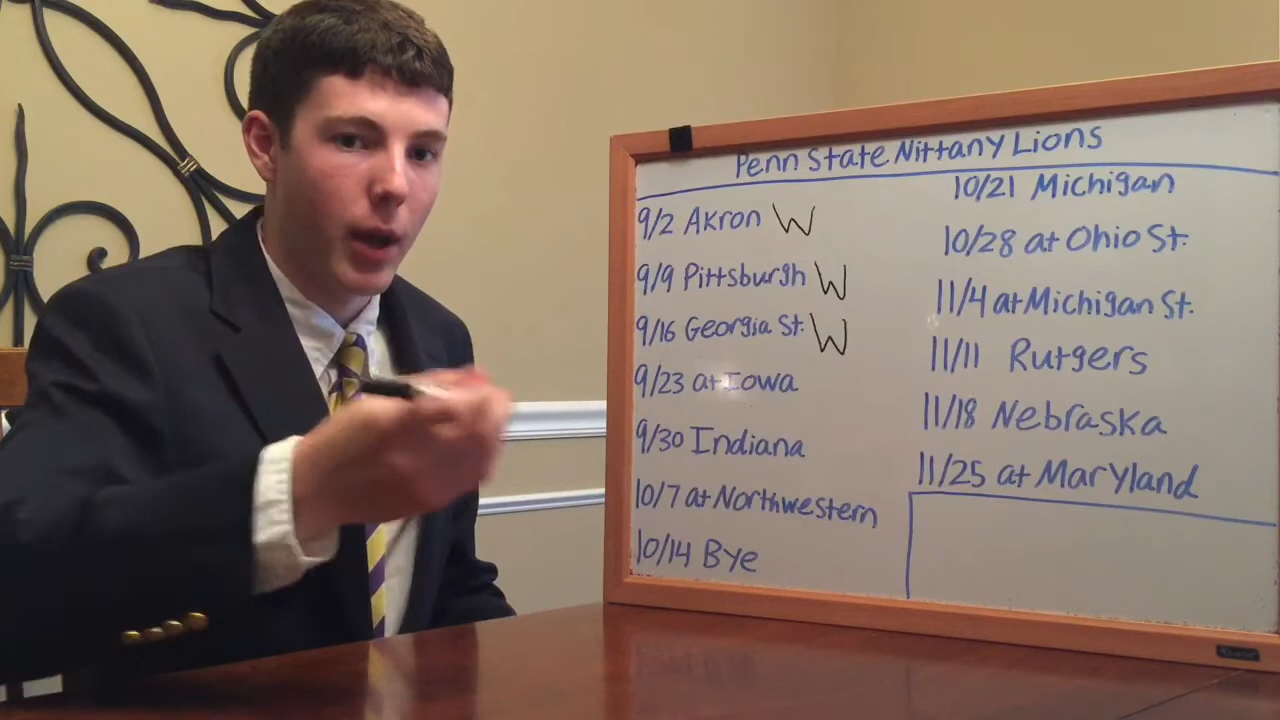 Penn State Nittany Lions
9/2 Akron W
9/9 Pittsburgh W
9/16 Georgia St. W
9/23 at Iowa
9/30 Indiana
10/7 at Northwestern
10/14 Bye
10/21 Michigan
10/28 at Ohio St.
11/4 at Michigan St.
11/11 Rutgers
11/18 Nebraska
11/25 at Maryland